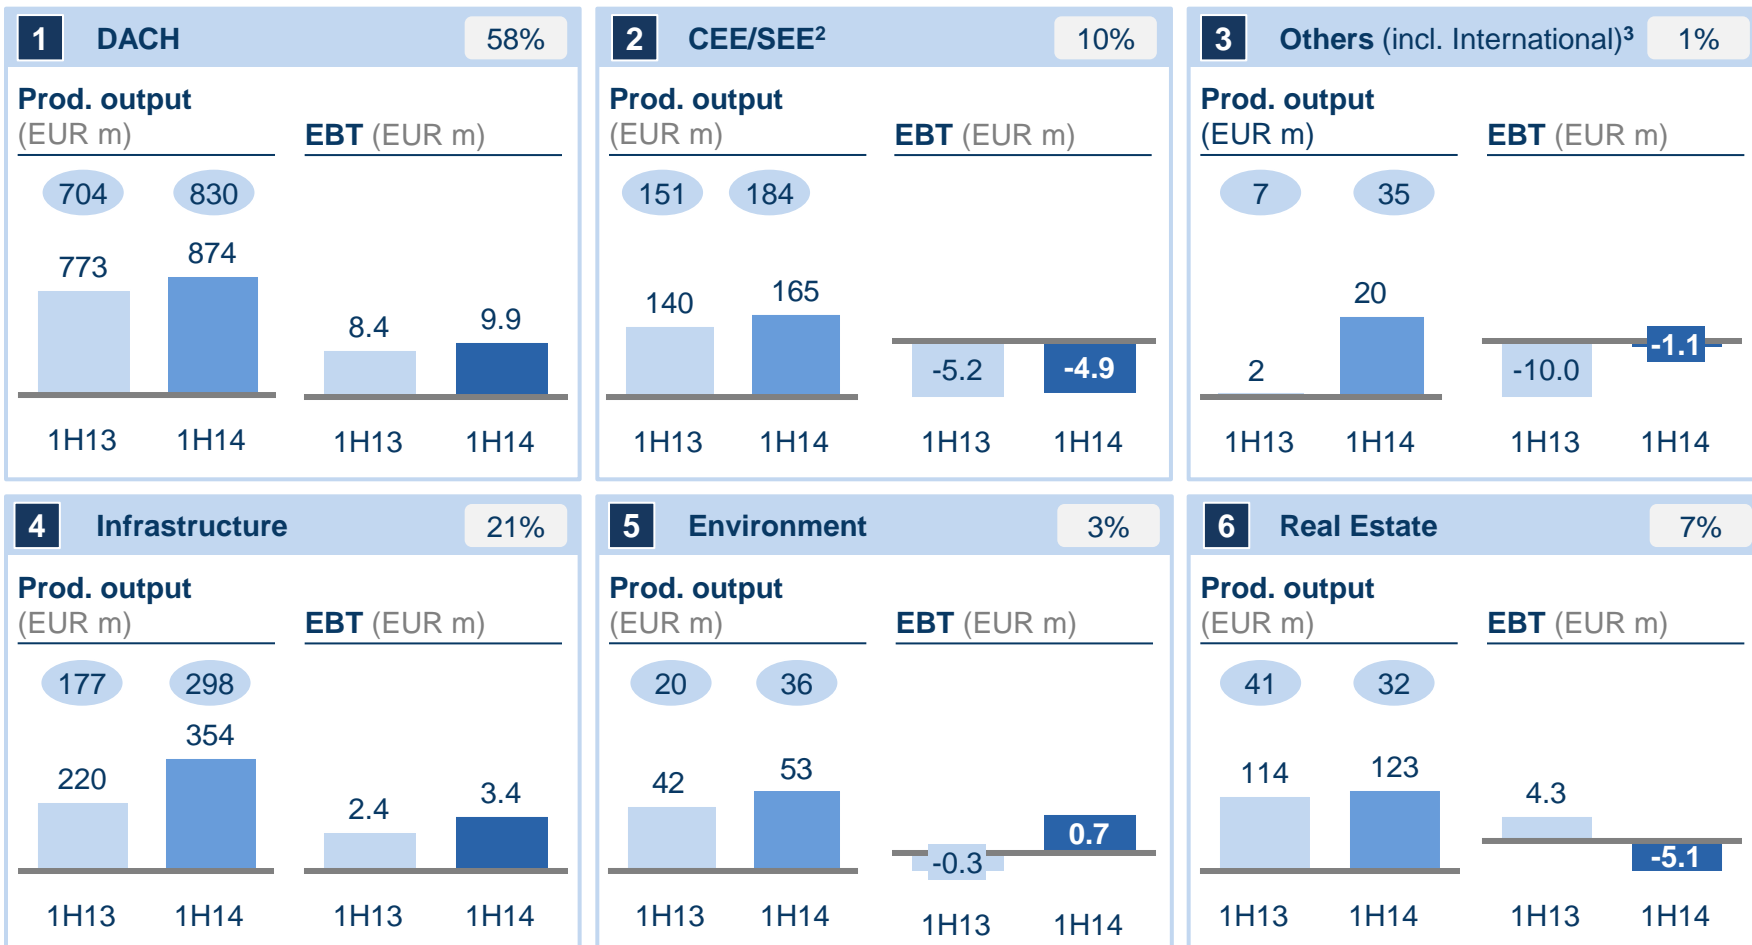 1 DACH 58%
Prod. output
(EUR m)
EBT (EUR m)
704 830
773 874
8.4 9.9
1H13 1H14 1H13 1H14
2 CEE/SEE² 10%
Prod. output
(EUR m)
EBT (EUR m)
151 184
140 165
-5.2 -4.9
1H13 1H14 1H13 1H14
3 Others (incl. International)³ 1%
Prod. output
(EUR m)
EBT (EUR m)
7 35
2 20
-10.0 -1.1
1H13 1H14 1H13 1H14
4 Infrastructure 21%
Prod. output
(EUR m)
EBT (EUR m)
177 298
220 354
2.4 3.4
1H13 1H14 1H13 1H14
5 Environment 3%
Prod. output
(EUR m)
EBT (EUR m)
20 36
42 53
-0.3 0.7
1H13 1H14 1H13 1H14
6 Real Estate 7%
Prod. output
(EUR m)
EBT (EUR m)
41 32
114 123
4.3 -5.1
1H13 1H14 1H13 1H14